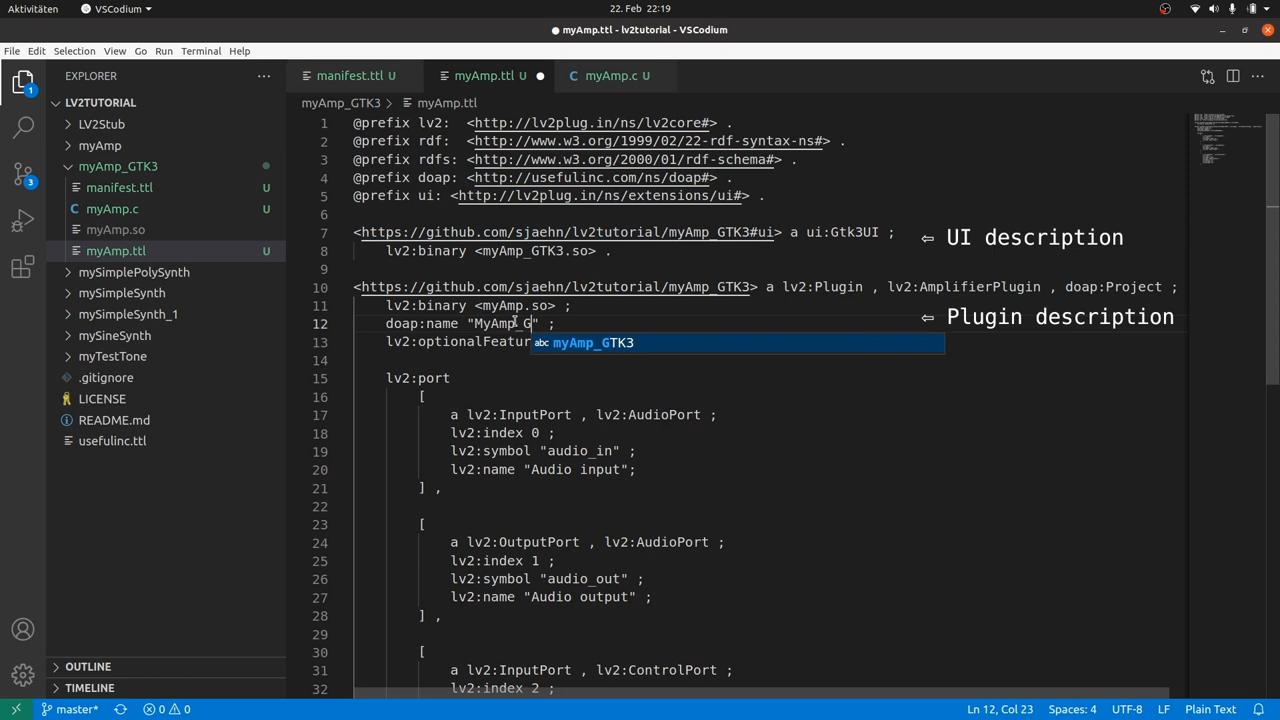 Aktivitäten
VSCodium
22. Feb 22:19
myAmp.ttl - lv2tutorial - VSCodium
File Edit Selection View Go Run Terminal Help
EXPLORER
manifest.ttl U
myAmp.ttl U
myAmp.c U
LV2TUTORIAL
myAmp_GTK3 > myAmp.ttl
LV2Stub
myAmp
myAmp_GTK3
manifest.ttl U
C myAmp.c U
myAmp.so
myAmp.ttl U
mySimplePolySynth
mySimpleSynth
mySimpleSynth_1
mySineSynth
myTestTone
.gitignore
LICENSE
README.md
usefulinc.ttl
OUTLINE
TIMELINE
1
3
1 @prefix lv2: <http://lv2plug.in/ns/lv2core#> .
2 @prefix rdf: <http://www.w3.org/1999/02/22-rdf-syntax-ns#> .
3 @prefix rdfs: <http://www.w3.org/2000/01/rdf-schema#> .
4 @prefix doap: <http://usefulinc.com/ns/doap#> .
5 @prefix ui: <http://lv2plug.in/ns/extensions/ui#> .
6
7 <https://github.com/sjaehn/lv2tutorial/myAmp_GTK3#ui> a ui:Gtk3UI ;
⇐ UI description
8 lv2:binary <myAmp_GTK3.so> .
9
10 <https://github.com/sjaehn/lv2tutorial/myAmp_GTK3> a lv2:Plugin , lv2:AmplifierPlugin , doap:Project ;
11 lv2:binary <myAmp.so> ;
⇐ Plugin description
12 doap:name "MyAmp_G" ;
13 lv2:optionalFeatur
abc myAmp_GTK3
14
15 lv2:port
16 [
17 a lv2:InputPort , lv2:AudioPort ;
18 lv2:index 0 ;
19 lv2:symbol "audio_in" ;
20 lv2:name "Audio input";
21 ] ,
22
23 [
24 a lv2:OutputPort , lv2:AudioPort ;
25 lv2:index 1 ;
26 lv2:symbol "audio_out" ;
27 lv2:name "Audio output" ;
28 ] ,
29
30 [
31 a lv2:InputPort , lv2:ControlPort ;
32 lv2:index 2 ;
master* 0 0
Ln 12, Col 23 Spaces: 4 UTF-8 LF Plain Text